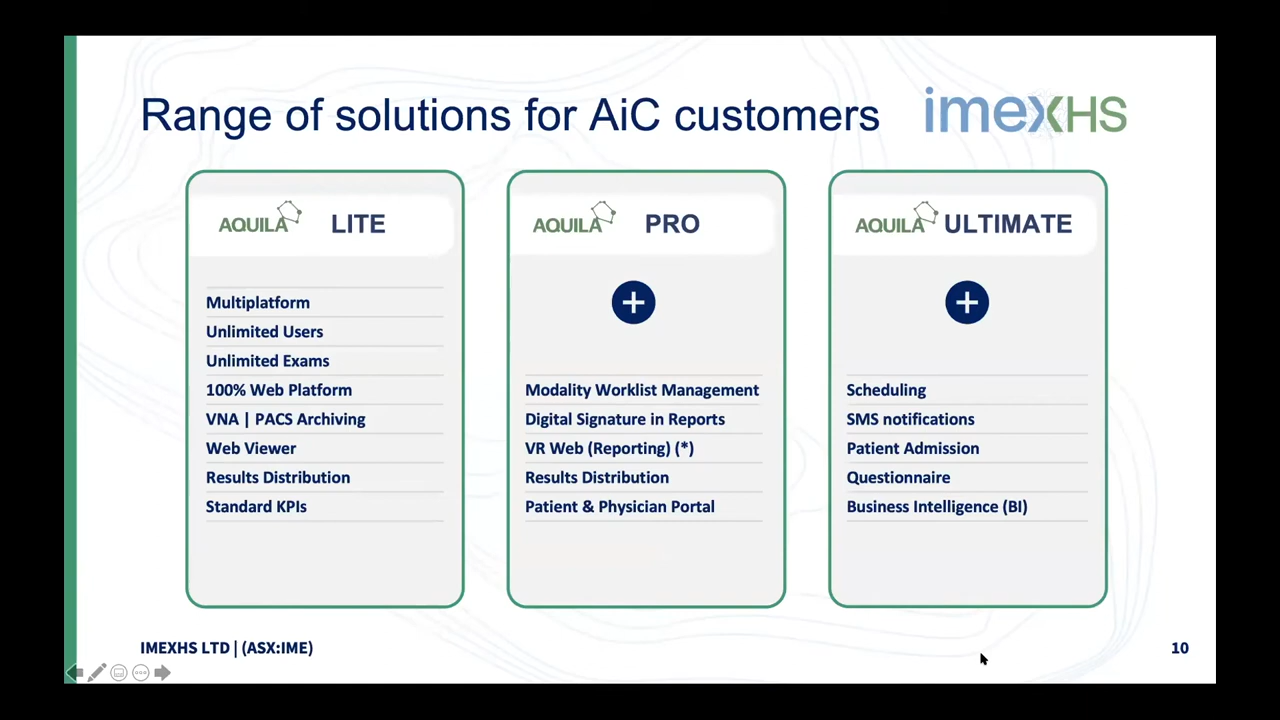 Range of solutions for AiC customers
imexHS
AQUILA LITE
Multiplatform
Unlimited Users
Unlimited Exams
100% Web Platform
VNA | PACS Archiving
Web Viewer
Results Distribution
Standard KPIs
AQUILA PRO
+
Modality Worklist Management
Digital Signature in Reports
VR Web (Reporting) (*)
Results Distribution
Patient & Physician Portal
AQUILA ULTIMATE
+
Scheduling
SMS notifications
Patient Admission
Questionnaire
Business Intelligence (BI)
IMEXHS LTD | (ASX:IME)
10